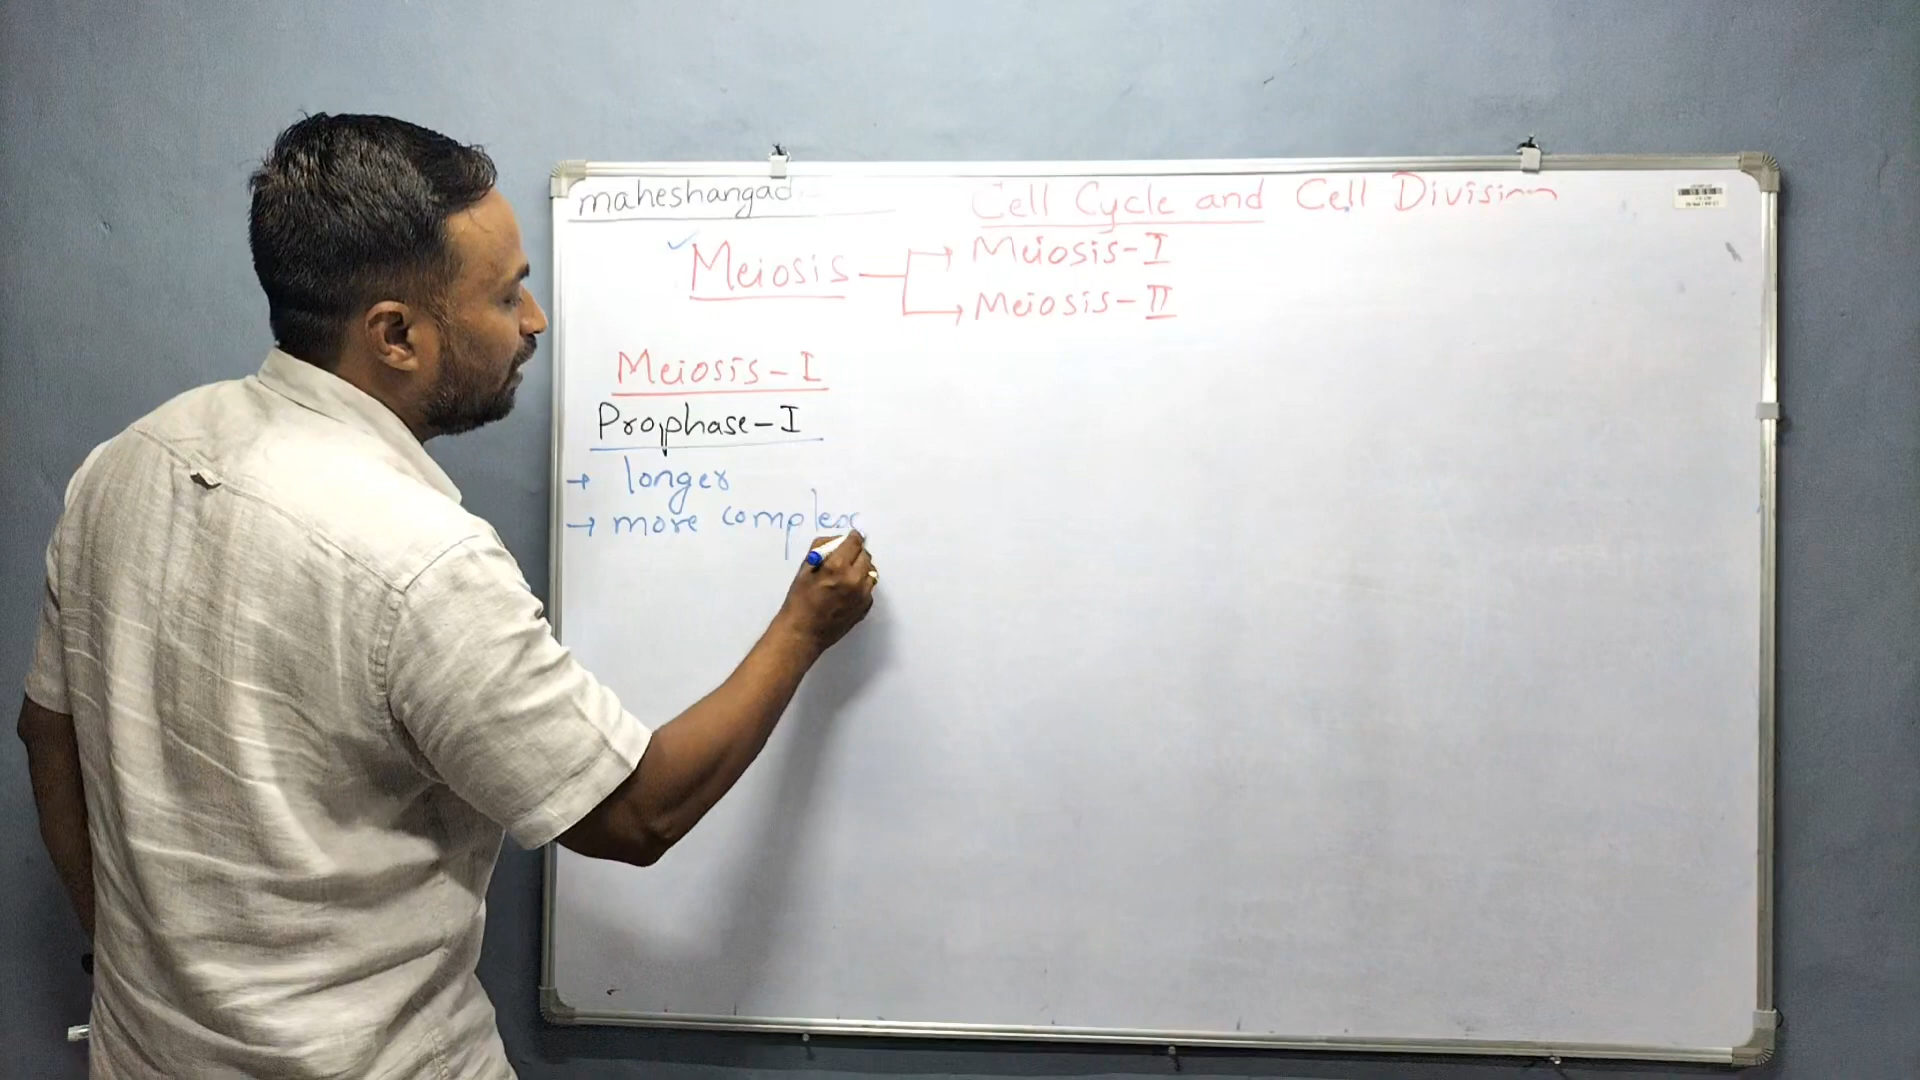 maheshangad
Cell Cycle and Cell Division
Meiosis
Meiosis-I
Meiosis-II
Meiosis-I
Prophase-I
→ longer
→ more complex